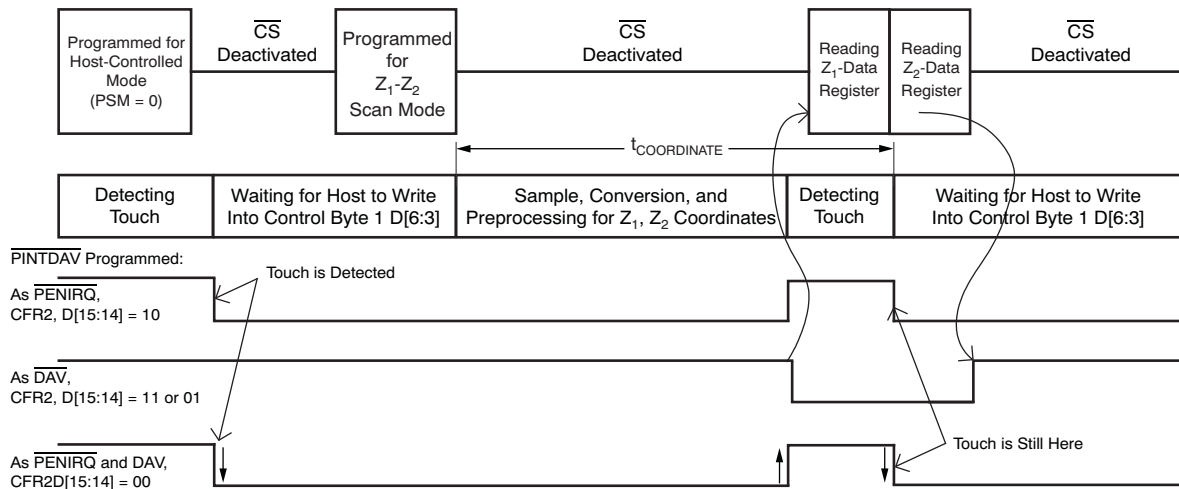 Programmed for
Host-Controlled
Mode
(PSM = 0)
CS
Deactivated
Programmed
for
Z1-Z2
Scan Mode
CS
Deactivated
Reading
Z1-Data
Register
Reading
Z2-Data
Register
CS
Deactivated
tCOORDINATE
Detecting
Touch
Waiting for Host to Write
Into Control Byte 1 D[6:3]
Sample, Conversion, and
Preprocessing for Z1, Z2 Coordinates
Detecting
Touch
Waiting for Host to Write
Into Control Byte 1 D[6:3]
PINTDAV Programmed:
Touch is Detected
As PENIRQ,
CFR2, D[15:14] = 10
As DAV,
CFR2, D[15:14] = 11 or 01
Touch is Still Here
As PENIRQ and DAV,
CFR2D[15:14] = 00